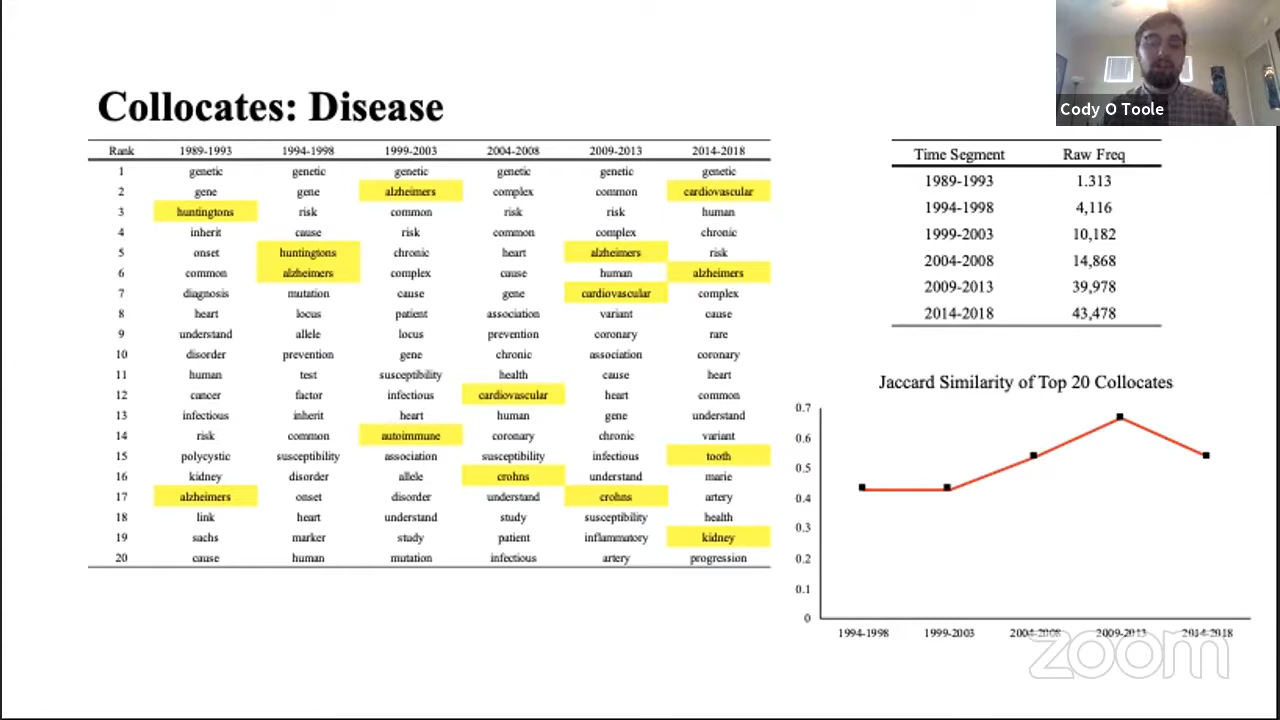 Cody O Toole
Collocates: Disease
Rank 1989-1993 1994-1998 1999-2003 2004-2008 2009-2013 2014-2018
1 genetic genetic genetic genetic genetic genetic
2 gene gene alzheimers complex common cardiovascular
3 huntingtons risk common risk risk human
4 inherit cause risk common complex chronic
5 onset huntingtons chronic heart alzheimers risk
6 common alzheimers complex cause human alzheimers
7 diagnosis mutation cause gene cardiovascular complex
8 heart locus patient association variant cause
9 understand allele locus prevention coronary rare
10 disorder prevention gene chronic association coronary
11 human test susceptibility health cause heart
12 cancer factor infectious cardiovascular heart common
13 infectious inherit heart human gene understand
14 risk common autoimmune coronary chronic variant
15 polycystic susceptibility association susceptibility infectious tooth
16 kidney disorder allele crohns understand marie
17 alzheimers onset disorder understand crohns artery
18 link heart understand study susceptibility health
19 sachs marker study patient inflammatory kidney
20 cause human mutation infectious artery progression
Time Segment Raw Freq
1989-1993 1.313
1994-1998 4,116
1999-2003 10,182
2004-2008 14,868
2009-2013 39,978
2014-2018 43,478
Jaccard Similarity of Top 20 Collocates
0.7
0.6
0.5
0.4
0.3
0.2
0.1
0
1994-1998 1999-2003 2004-2008 2009-2013 2014-2018
zoom